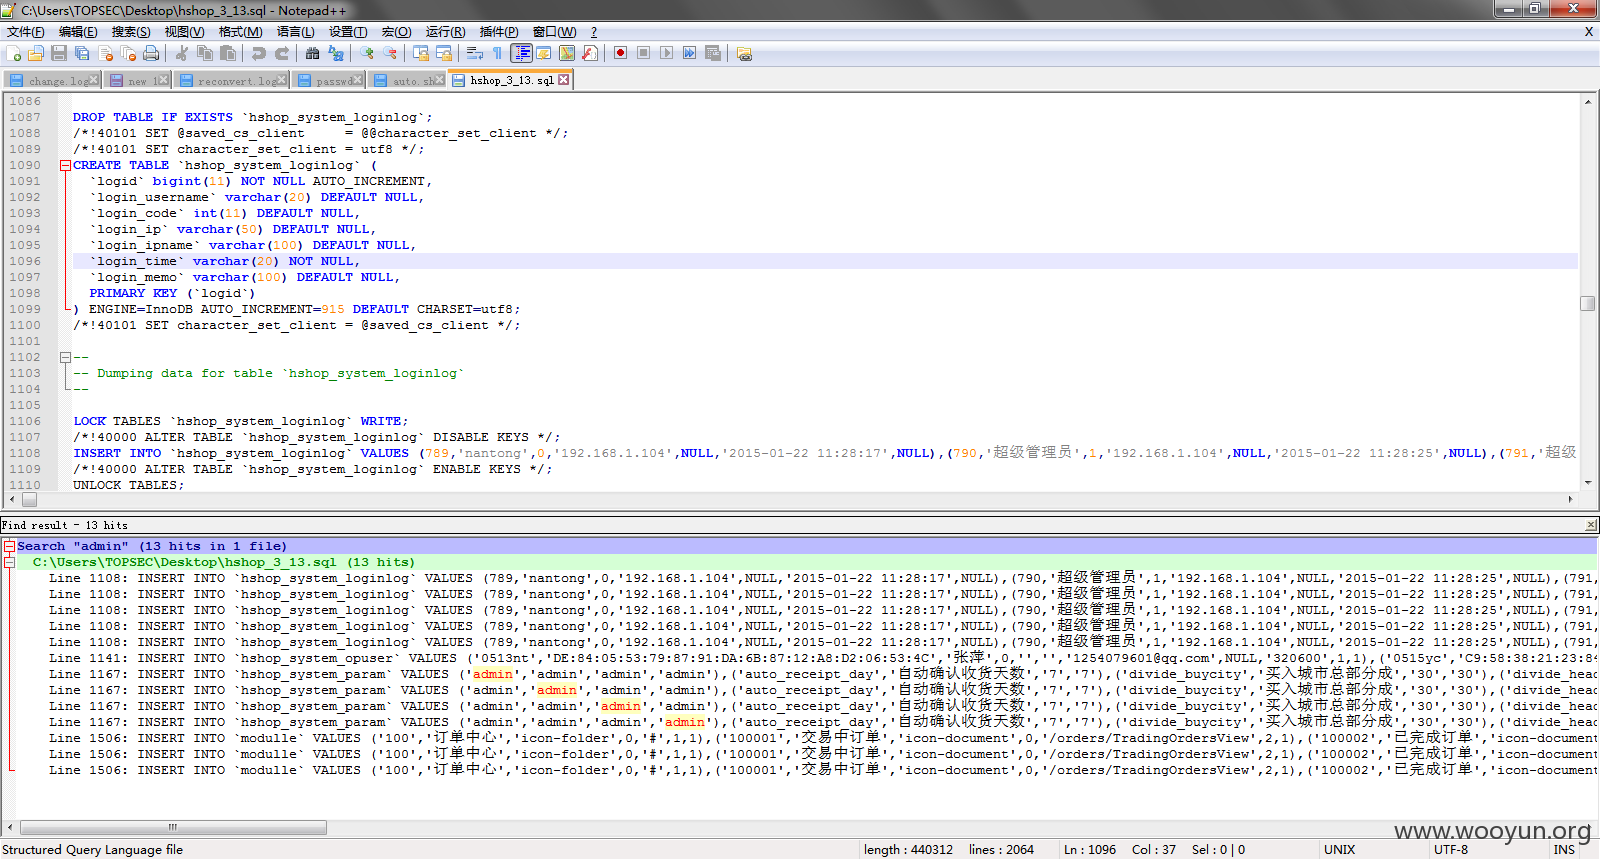 C:\Users\TOPSEC\Desktop\hshop_3_13.sql - Notepad++
文件(F) 编辑(E) 搜索(S) 视图(V) 格式(M) 语言(L) 设置(T) 宏(O) 运行(R) 插件(P) 窗口(W) ? X
change.log new 1 reconvert.log passwd auto.sh hshop_3_13.sql
1086
1087 DROP TABLE IF EXISTS `hshop_system_loginlog`;
1088 /*!40101 SET @saved_cs_client     = @@character_set_client */;
1089 /*!40101 SET character_set_client = utf8 */;
1090 CREATE TABLE `hshop_system_loginlog` (
1091   `logid` bigint(11) NOT NULL AUTO_INCREMENT,
1092   `login_username` varchar(20) DEFAULT NULL,
1093   `login_code` int(11) DEFAULT NULL,
1094   `login_ip` varchar(50) DEFAULT NULL,
1095   `login_ipname` varchar(100) DEFAULT NULL,
1096   `login_time` varchar(20) NOT NULL,
1097   `login_memo` varchar(100) DEFAULT NULL,
1098   PRIMARY KEY (`logid`)
1099 ) ENGINE=InnoDB AUTO_INCREMENT=915 DEFAULT CHARSET=utf8;
1100 /*!40101 SET character_set_client = @saved_cs_client */;
1101
1102 --
1103 -- Dumping data for table `hshop_system_loginlog`
1104 --
1105
1106 LOCK TABLES `hshop_system_loginlog` WRITE;
1107 /*!40000 ALTER TABLE `hshop_system_loginlog` DISABLE KEYS */;
1108 INSERT INTO `hshop_system_loginlog` VALUES (789,'nantong',0,'192.168.1.104',NULL,'2015-01-22 11:28:17',NULL),(790,'超级管理员',1,'192.168.1.104',NULL,'2015-01-22 11:28:25',NULL),(791,'超级
1109 /*!40000 ALTER TABLE `hshop_system_loginlog` ENABLE KEYS */;
1110 UNLOCK TABLES;
Find result - 13 hits
Search "admin" (13 hits in 1 file)
C:\Users\TOPSEC\Desktop\hshop_3_13.sql (13 hits)
Line 1108: INSERT INTO `hshop_system_loginlog` VALUES (789,'nantong',0,'192.168.1.104',NULL,'2015-01-22 11:28:17',NULL),(790,'超级管理员',1,'192.168.1.104',NULL,'2015-01-22 11:28:25',NULL),(791,
Line 1108: INSERT INTO `hshop_system_loginlog` VALUES (789,'nantong',0,'192.168.1.104',NULL,'2015-01-22 11:28:17',NULL),(790,'超级管理员',1,'192.168.1.104',NULL,'2015-01-22 11:28:25',NULL),(791,
Line 1108: INSERT INTO `hshop_system_loginlog` VALUES (789,'nantong',0,'192.168.1.104',NULL,'2015-01-22 11:28:17',NULL),(790,'超级管理员',1,'192.168.1.104',NULL,'2015-01-22 11:28:25',NULL),(791,
Line 1108: INSERT INTO `hshop_system_loginlog` VALUES (789,'nantong',0,'192.168.1.104',NULL,'2015-01-22 11:28:17',NULL),(790,'超级管理员',1,'192.168.1.104',NULL,'2015-01-22 11:28:25',NULL),(791,
Line 1108: INSERT INTO `hshop_system_loginlog` VALUES (789,'nantong',0,'192.168.1.104',NULL,'2015-01-22 11:28:17',NULL),(790,'超级管理员',1,'192.168.1.104',NULL,'2015-01-22 11:28:25',NULL),(791,
Line 1141: INSERT INTO `hshop_system_opuser` VALUES ('0513nt','DE:84:05:53:79:87:91:DA:6B:87:12:A8:D2:06:53:4C','张萍',0,'','','1254079601@qq.com',NULL,'320600',1,1),('0515yc','C9:58:38:21:23:84
Line 1167: INSERT INTO `hshop_system_param` VALUES ('admin','admin','admin','admin'),('auto_receipt_day','自动确认收货天数','7','7'),('divide_buycity','买入城市总部分成','30','30'),('divide_hea
Line 1167: INSERT INTO `hshop_system_param` VALUES ('admin','admin','admin','admin'),('auto_receipt_day','自动确认收货天数','7','7'),('divide_buycity','买入城市总部分成','30','30'),('divide_hea
Line 1167: INSERT INTO `hshop_system_param` VALUES ('admin','admin','admin','admin'),('auto_receipt_day','自动确认收货天数','7','7'),('divide_buycity','买入城市总部分成','30','30'),('divide_hea
Line 1167: INSERT INTO `hshop_system_param` VALUES ('admin','admin','admin','admin'),('auto_receipt_day','自动确认收货天数','7','7'),('divide_buycity','买入城市总部分成','30','30'),('divide_hea
Line 1506: INSERT INTO `modulle` VALUES ('100','订单中心','icon-folder',0,'#',1,1),('100001','交易中订单','icon-document',0,'/orders/TradingOrdersView',2,1),('100002','已完成订单','icon-documen
Line 1506: INSERT INTO `modulle` VALUES ('100','订单中心','icon-folder',0,'#',1,1),('100001','交易中订单','icon-document',0,'/orders/TradingOrdersView',2,1),('100002','已完成订单','icon-documen
Line 1506: INSERT INTO `modulle` VALUES ('100','订单中心','icon-folder',0,'#',1,1),('100001','交易中订单','icon-document',0,'/orders/TradingOrdersView',2,1),('100002','已完成订单','icon-documen
www.wooyun.org
Structured Query Language file length : 440312 lines : 2064 Ln : 1096 Col : 37 Sel : 0 | 0 UNIX UTF-8 INS